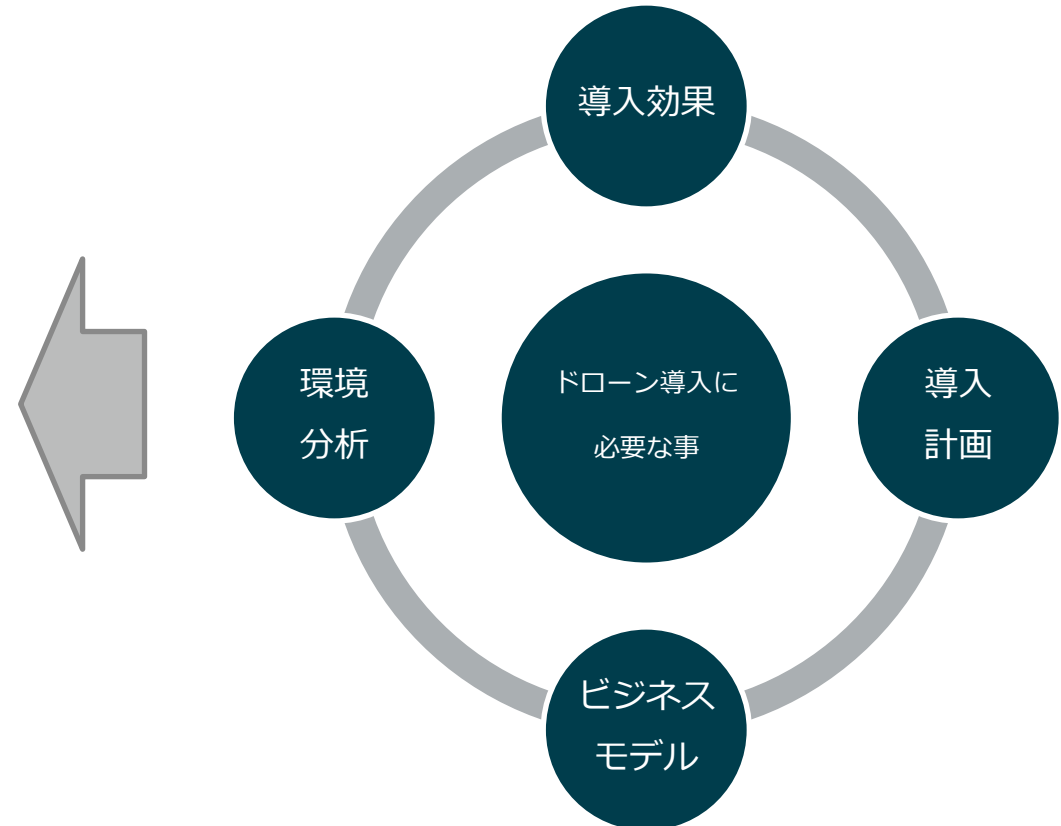 導入効果
環境
分析
ドローン導入に
必要な事
導入
計画
ビジネス
モデル